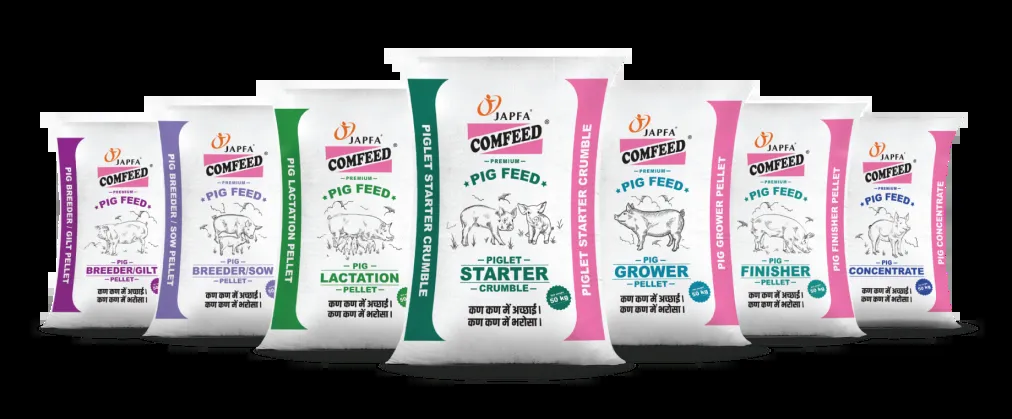 PIG BREEDER / GILT PELLET
JAPFA
COMFEED
PREMIUM
PIG FEED
PIG
BREEDER/GILT
PELLET
कण कण में अच्छाई।
कण कण में भरोसा।
PIG BREEDER / SOW PELLET
JAPFA
COMFEED
PREMIUM
PIG FEED
PIG
BREEDER/SOW
PELLET
कण कण में अच्छाई।
कण कण में भरोसा।
PIG LACTATION PELLET
JAPFA
COMFEED
PREMIUM
PIG FEED
PIG
LACTATION
PELLET
कण कण में अच्छाई।
कण कण में भरोसा।
PIGLET STARTER CRUMBLE
JAPFA
COMFEED®
PREMIUM
PIG FEED
PIGLET
STARTER
CRUMBLE
50 kg
कण कण में अच्छाई।
कण कण में भरोसा।
PIGLET STARTER CRUMBLE
JAPFA
COMFEED
PREMIUM
PIG FEED
PIG
GROWER
PELLET
50 kg
कण कण में अच्छाई।
कण कण में भरोसा।
PIG GROWER PELLET
JAPFA
COMFEED
PREMIUM
PIG FEED
PIG
FINISHER
PELLET
50 kg
कण कण में अच्छाई।
कण कण में भरोसा।
PIG FINISHER PELLET
JAPFA
COMFEED
PREMIUM
PIG FEED
PIG
CONCENTRATE
50 kg
कण कण में अच्छाई।
कण कण में भरोसा।
PIG CONCENTRATE